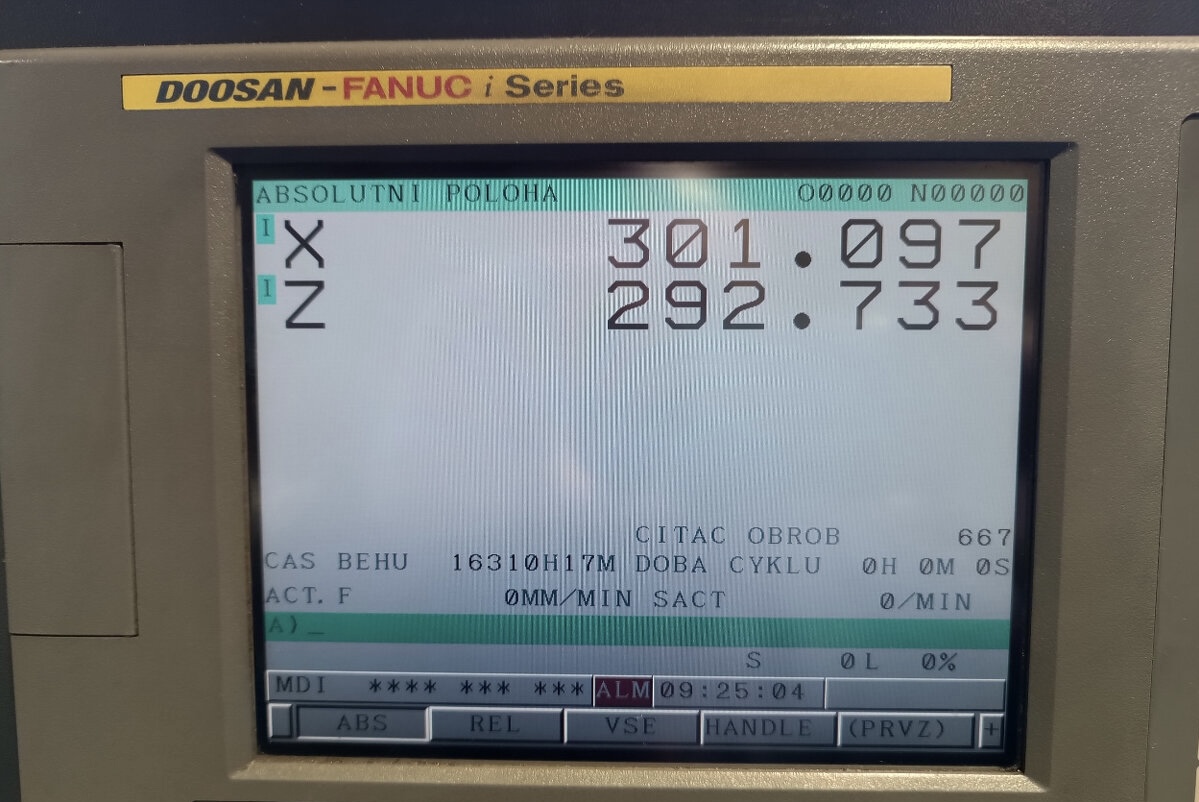 DOOSAN-FANUC i Series
ABSOLUTNI POLOHA O0000 N00000
I X 301.097
I Z 292.733
CITAC OBROB 667
CAS BEHU 16310H17M DOBA CYKLU 0H 0M 0S
ACT.F 0MM/MIN SACT 0/MIN
A)_
S 0L 0%
MDI **** *** *** ALM 09:25:04
ABS REL VSE HANDLE (PRVZ) +